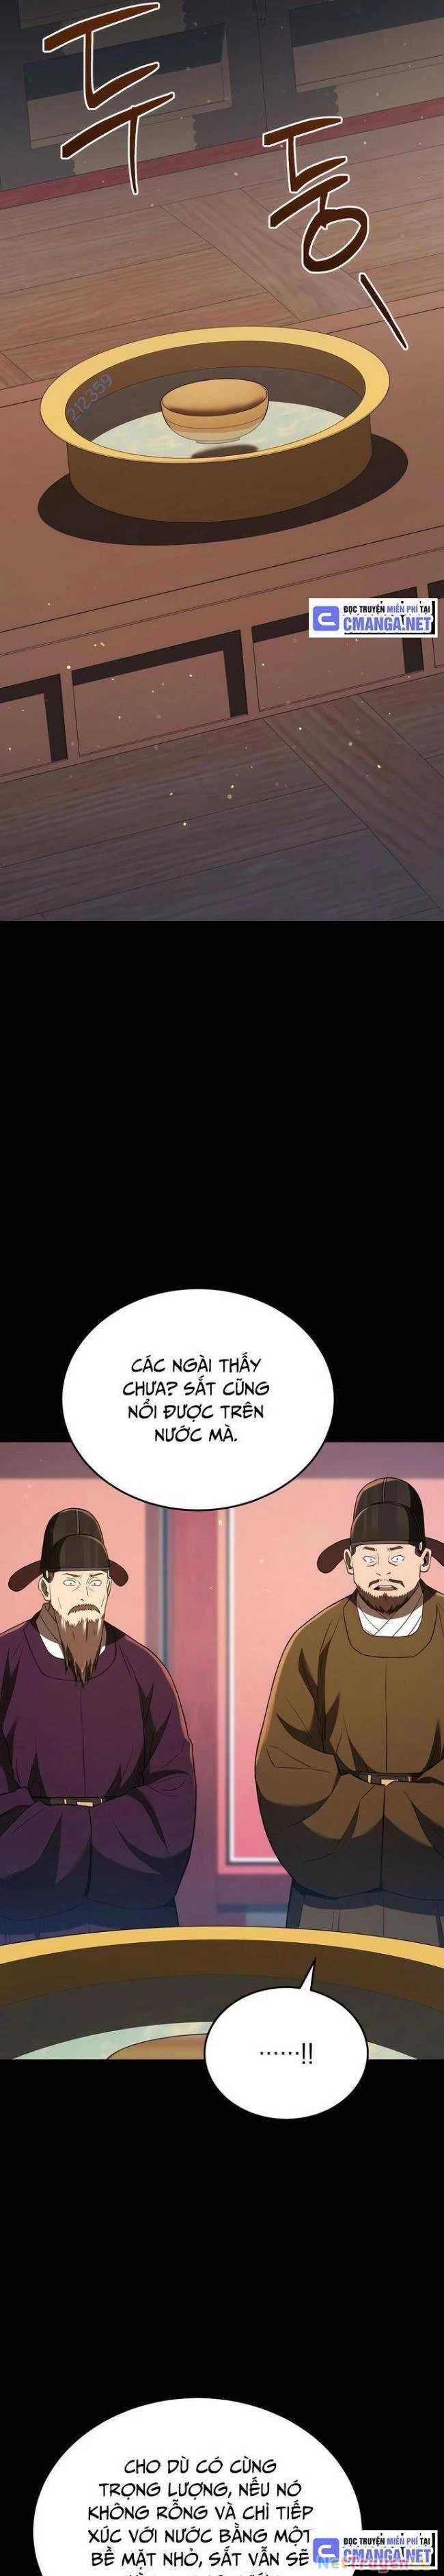 두
둥
212359
ĐỌC TRUYỆN MIỄN PHÍ TẠI
CMANGA.NET
CÁC NGÀI THẤY
CHƯA? SẮT CŨNG
NỔI ĐƯỢC TRÊN
NƯỚC MÀ.
......!!
CHO DÙ CÓ CÙNG
TRỌNG LƯỢNG, NẾU NÓ
KHÔNG RỖNG VÀ CHỈ TIẾP
XÚC VỚI NƯỚC BẰNG MỘT
BỀ MẶT NHỎ, SẮT VẪN SẼ
ĐỌC TRUYỆN MIỄN PHÍ TẠI
CMANGA.NET